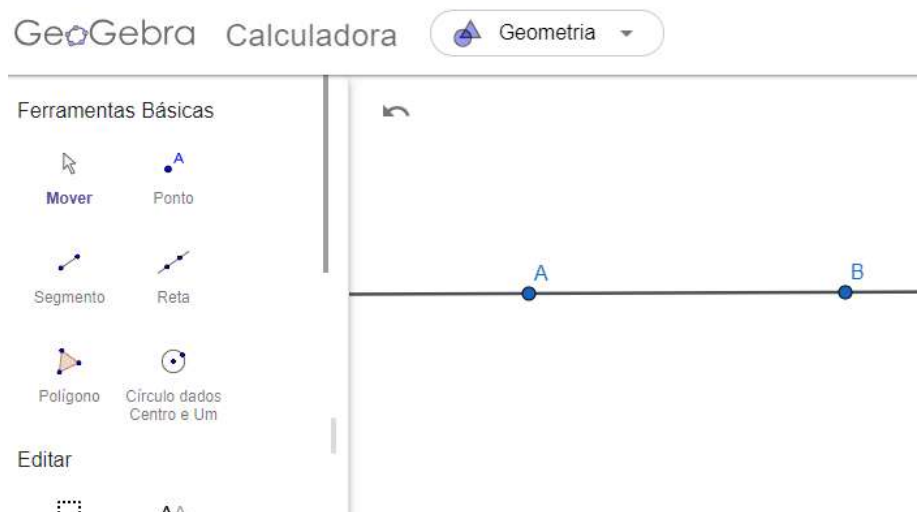 GeoGebra Calculadora Geometria
Ferramentas Básicas
A
Mover Ponto
Segmento Reta
A B
Polígono Círculo dados
Centro e Um
Editar